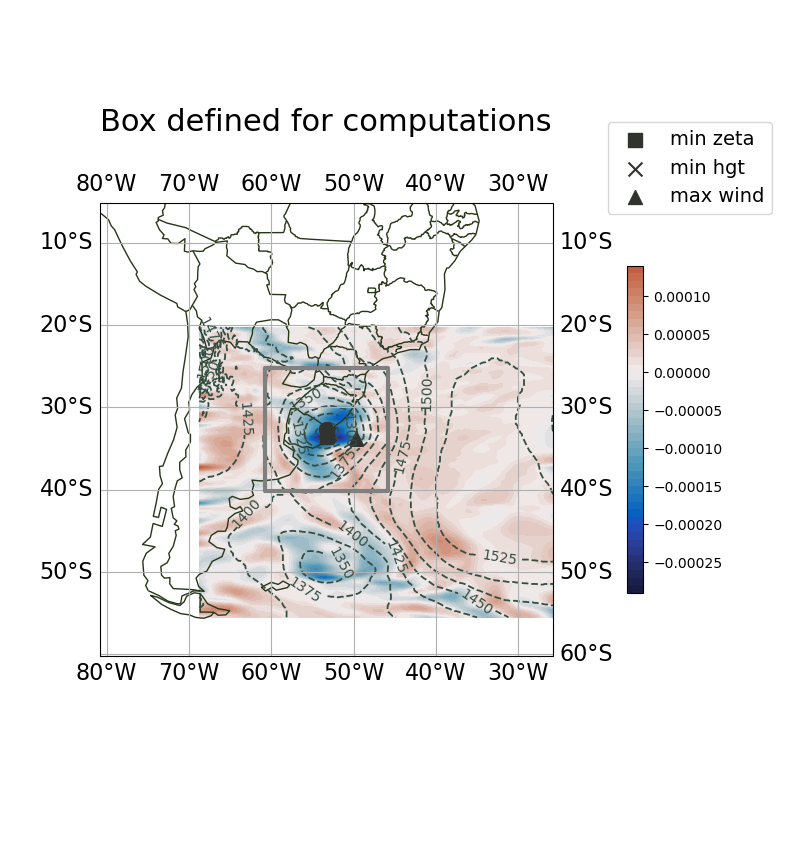 Box defined for computations
min zeta
min hgt
max wind
80°W 70°W 60°W 50°W 40°W 30°W
10°S 10°S
20°S 20°S
30°S 30°S
40°S 40°S
50°S 50°S
60°S
80°W 70°W 60°W 50°W 40°W 30°W
0.00010
0.00005
0.00000
−0.00005
−0.00010
−0.00015
−0.00020
−0.00025
1500
1425
1475
1375
1400
1400
1425
1350
1375
1525
1450